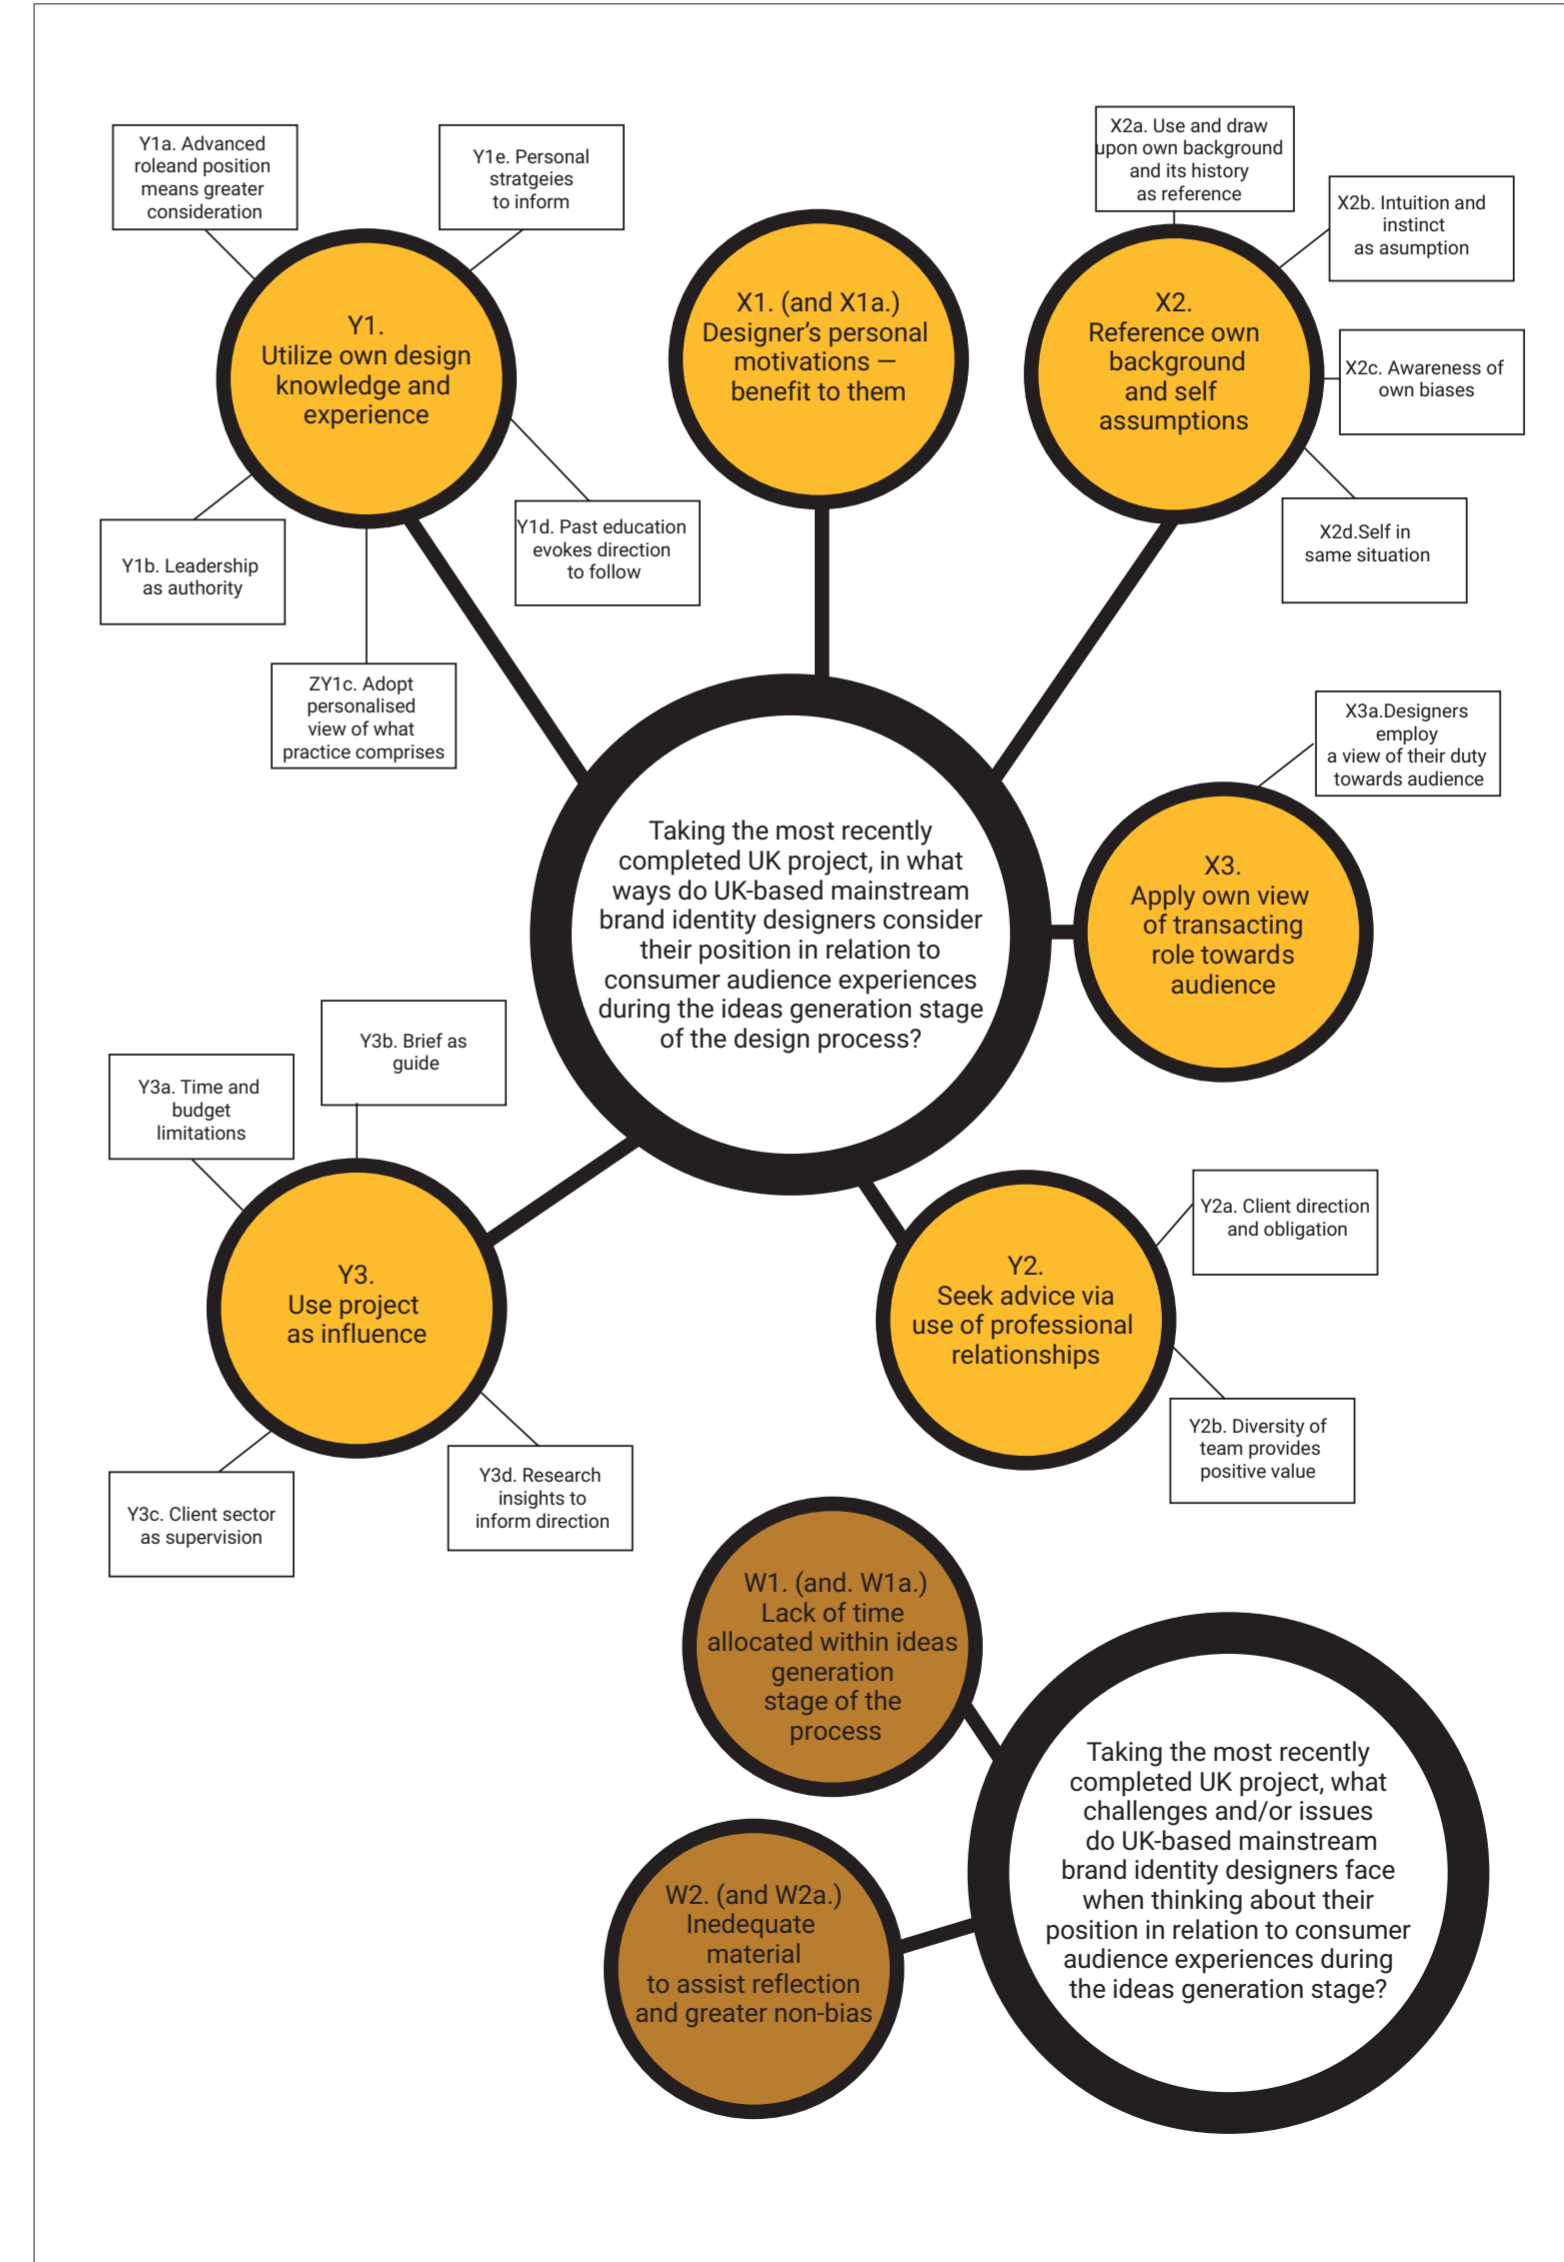 Y1a. Advanced
roleand position
means greater
consideration
Y1e. Personal
stratgeies
to inform
X2a. Use and draw
upon own background
and its history
as reference
X2b. Intuition and
instinct
as asumption
Y1.
Utilize own design
knowledge and
experience
X1. (and X1a.)
Designer’s personal
motivations —
benefit to them
X2.
Reference own
background
and self
assumptions
X2c. Awareness of
own biases
Y1b. Leadership
as authority
Y1d. Past education
evokes direction
to follow
X2d.Self in
same situation
ZY1c. Adopt
personalised
view of what
practice comprises
X3a.Designers
employ
a view of their duty
towards audience
Taking the most recently
completed UK project, in what
ways do UK-based mainstream
brand identity designers consider
their position in relation to
consumer audience experiences
during the ideas generation stage
of the design process?
X3.
Apply own view
of transacting
role towards
audience
Y3b. Brief as
guide
Y3a. Time and
budget
limitations
Y3.
Use project
as influence
Y2a. Client direction
and obligation
Y2.
Seek advice via
use of professional
relationships
Y2b. Diversity of
team provides
positive value
Y3c. Client sector
as supervision
Y3d. Research
insights to
inform direction
W1. (and. W1a.)
Lack of time
allocated within ideas
generation
stage of the
process
Taking the most recently
completed UK project, what
challenges and/or issues
do UK-based mainstream
brand identity designers face
when thinking about their
position in relation to consumer
audience experiences during
the ideas generation stage?
W2. (and W2a.)
Inedequate
material
to assist reflection
and greater non-bias